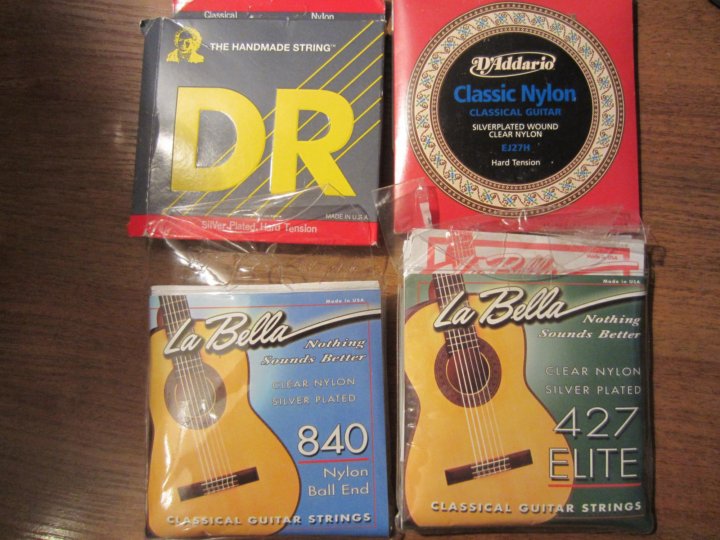 Classical Nylon
THE HANDMADE STRING™
DR
MADE IN U.S.A.
Silver Plated, Hard Tension
D'Addario
Classic Nylon
CLASSICAL GUITAR
SILVERPLATED WOUND
CLEAR NYLON
EJ27H
Hard Tension
Made in USA
La Bella
Nothing
Sounds Better
CLEAR NYLON
SILVER PLATED
840
Nylon
Ball End
CLASSICAL GUITAR STRINGS
Made in USA
La Bella
Nothing
Sounds Better
CLEAR NYLON
SILVER PLATED
427
ELITE
CLASSICAL GUITAR STRINGS